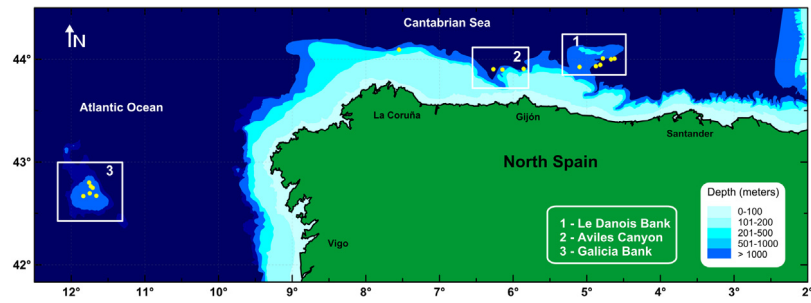 Cantabrian Sea
44°
N
1
2
Atlantic Ocean
La Coruña
Gijón
Santander
43°
3
North Spain
Depth (meters)
0-100
101-200
201-500
501-1000
> 1000
1 - Le Danois Bank
2 - Aviles Canyon
3 - Galicia Bank
Vigo
42°
12° 11° 10° 9° 8° 7° 6° 5° 4° 3° 2°